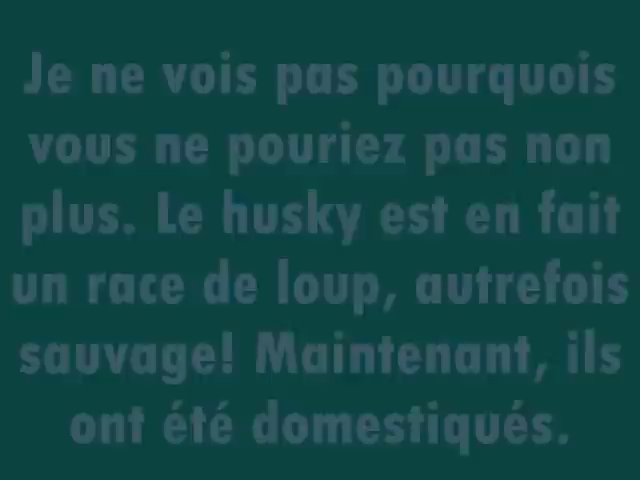 Je ne vois pas pourquois
vous ne pouriez pas non
plus. Le husky est en fait
un race de loup, autrefois
sauvage! Maintenant, ils
ont été domestiqués.